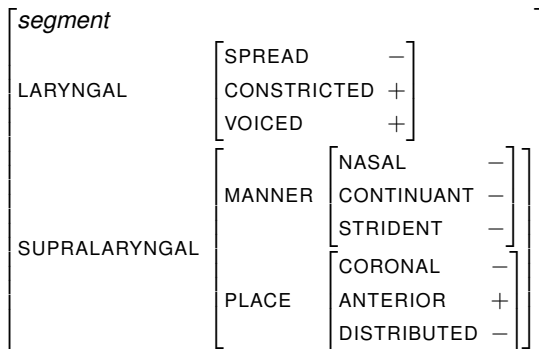 segment
LARYNGAL
SPREAD −
CONSTRICTED +
VOICED +
SUPRALARYNGAL
MANNER
NASAL −
CONTINUANT −
STRIDENT −
PLACE
CORONAL −
ANTERIOR +
DISTRIBUTED −